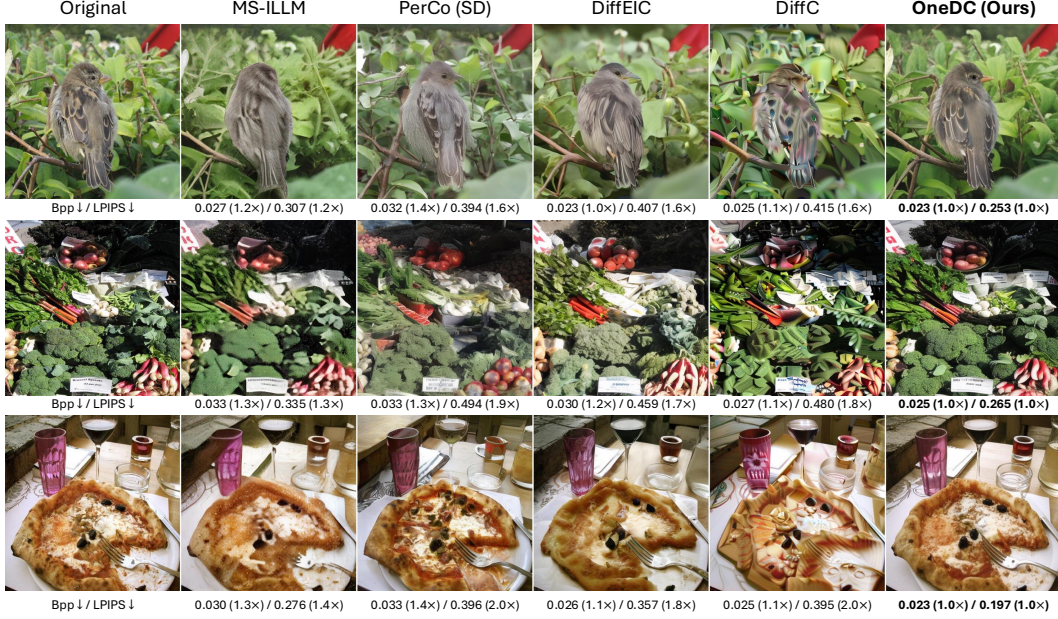 Original MS-ILLM PerCo (SD) DiffEIC DiffC OneDC (Ours)
Bpp↓/ LPIPS↓ 0.027 (1.2×) / 0.307 (1.2×) 0.032 (1.4×) / 0.394 (1.6×) 0.023 (1.0×) / 0.407 (1.6×) 0.025 (1.1×) / 0.415 (1.6×) 0.023 (1.0×) / 0.253 (1.0×)
Bpp↓/ LPIPS↓ 0.033 (1.3×) / 0.335 (1.3×) 0.033 (1.3×) / 0.494 (1.9×) 0.030 (1.2×) / 0.459 (1.7×) 0.027 (1.1×) / 0.480 (1.8×) 0.025 (1.0×) / 0.265 (1.0×)
Bpp↓/ LPIPS↓ 0.030 (1.3×) / 0.276 (1.4×) 0.033 (1.4×) / 0.396 (2.0×) 0.026 (1.1×) / 0.357 (1.8×) 0.025 (1.1×) / 0.395 (2.0×) 0.023 (1.0×) / 0.197 (1.0×)